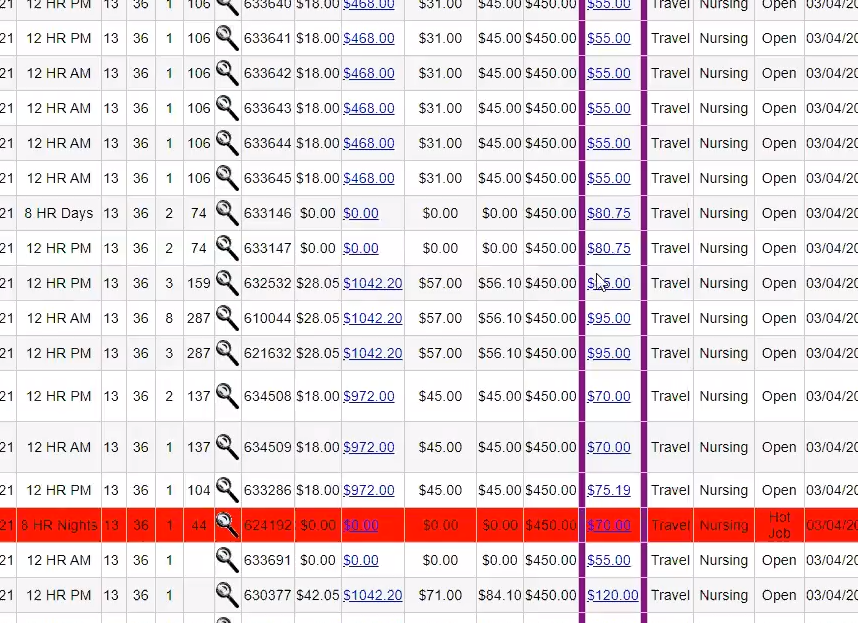 21 12 HR PM 13 36 1 106 633640 $18.00 $468.00 $31.00 $45.00 $450.00 $55.00 Travel Nursing Open 03/04/20
21 12 HR PM 13 36 1 106 633641 $18.00 $468.00 $31.00 $45.00 $450.00 $55.00 Travel Nursing Open 03/04/20
21 12 HR AM 13 36 1 106 633642 $18.00 $468.00 $31.00 $45.00 $450.00 $55.00 Travel Nursing Open 03/04/20
21 12 HR AM 13 36 1 106 633643 $18.00 $468.00 $31.00 $45.00 $450.00 $55.00 Travel Nursing Open 03/04/20
21 12 HR AM 13 36 1 106 633644 $18.00 $468.00 $31.00 $45.00 $450.00 $55.00 Travel Nursing Open 03/04/20
21 12 HR AM 13 36 1 106 633645 $18.00 $468.00 $31.00 $45.00 $450.00 $55.00 Travel Nursing Open 03/04/20
21 8 HR Days 13 36 2 74 633146 $0.00 $0.00 $0.00 $0.00 $450.00 $80.75 Travel Nursing Open 03/04/20
21 12 HR PM 13 36 2 74 633147 $0.00 $0.00 $0.00 $0.00 $450.00 $80.75 Travel Nursing Open 03/04/20
21 12 HR PM 13 36 3 159 632532 $28.05 $1042.20 $57.00 $56.10 $450.00 Travel Nursing Open 03/04/20
21 12 HR AM 13 36 8 287 610044 $28.05 $1042.20 $57.00 $56.10 $450.00 $95.00 Travel Nursing Open 03/04/20
21 12 HR PM 13 36 3 287 621632 $28.05 $1042.20 $57.00 $56.10 $450.00 $95.00 Travel Nursing Open 03/04/20
21 12 HR PM 13 36 2 137 634508 $18.00 $972.00 $45.00 $45.00 $450.00 $70.00 Travel Nursing Open 03/04/20
21 12 HR AM 13 36 1 137 634509 $18.00 $972.00 $45.00 $45.00 $450.00 $70.00 Travel Nursing Open 03/04/20
21 12 HR PM 13 36 1 104 633286 $18.00 $972.00 $45.00 $45.00 $450.00 $75.19 Travel Nursing Open 03/04/20
21 8 HR Nights 13 36 1 44 624192 $0.00 $0.00 $0.00 $0.00 $450.00 $70.00 Travel Nursing Hot Job 03/04/20
21 12 HR AM 13 36 1 633691 $0.00 $0.00 $0.00 $0.00 $450.00 $55.00 Travel Nursing Open 03/04/20
21 12 HR PM 13 36 1 630377 $42.05 $1042.20 $71.00 $84.10 $450.00 $120.00 Travel Nursing Open 03/04/20